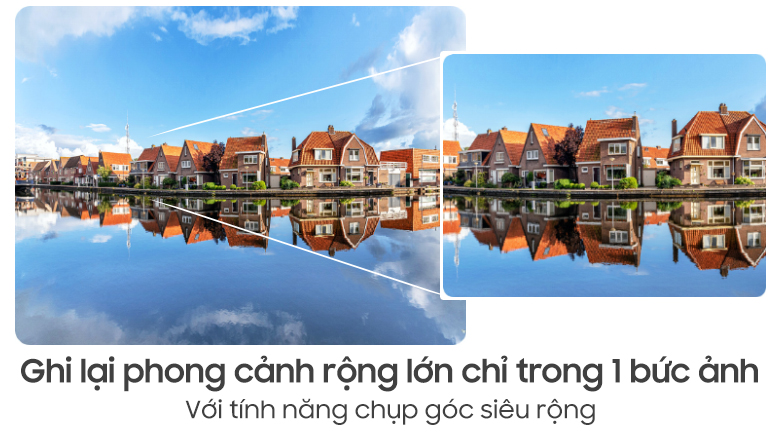 Ghi lại phong cảnh rộng lớn chỉ trong 1 bức ảnh
Với tính năng chụp góc siêu rộng